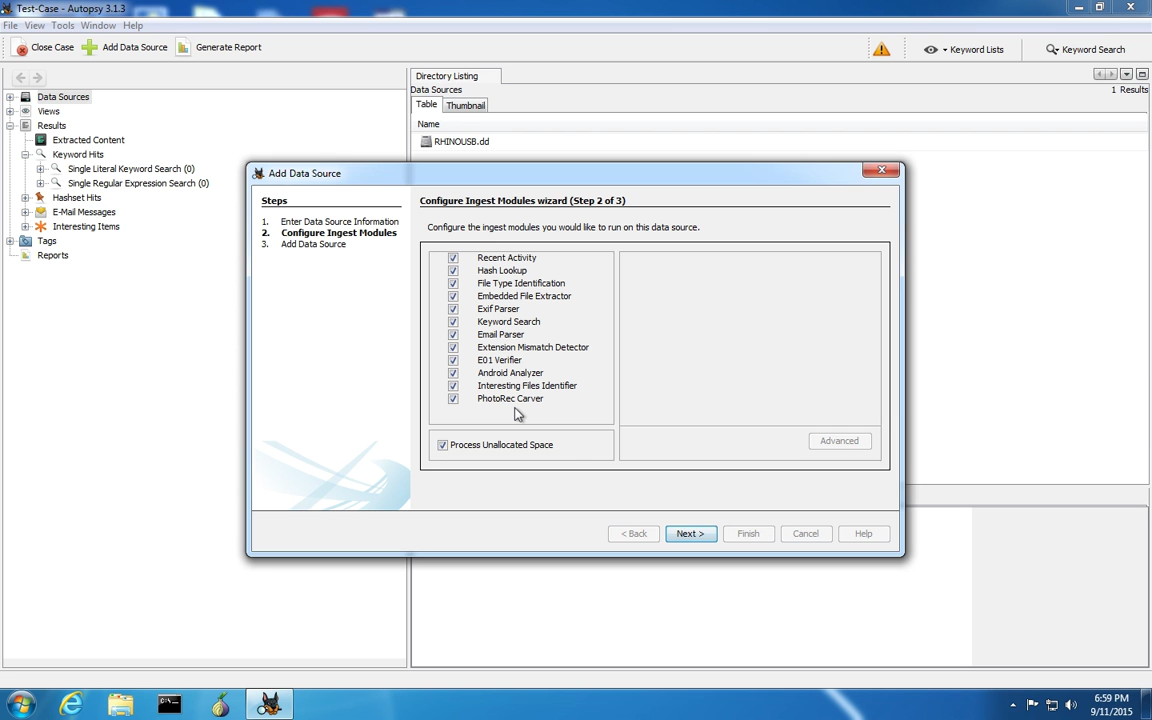 Test-Case - Autopsy 3.1.3
File View Tools Window Help
Close Case Add Data Source Generate Report Keyword Lists Keyword Search
Data Sources
Views
Results
Extracted Content
Keyword Hits
Single Literal Keyword Search (0)
Single Regular Expression Search (0)
Hashset Hits
E-Mail Messages
Interesting Items
Tags
Reports
Directory Listing
Data Sources 1 Results
Table Thumbnail
Name
RHINOUSB.dd
Add Data Source
Steps
1. Enter Data Source Information
2. Configure Ingest Modules
3. Add Data Source
Configure Ingest Modules wizard (Step 2 of 3)
Configure the ingest modules you would like to run on this data source.
Recent Activity
Hash Lookup
File Type Identification
Embedded File Extractor
Exif Parser
Keyword Search
Email Parser
Extension Mismatch Detector
E01 Verifier
Android Analyzer
Interesting Files Identifier
PhotoRec Carver
Process Unallocated Space
Advanced
< Back Next > Finish Cancel Help
6:59 PM
9/11/2015